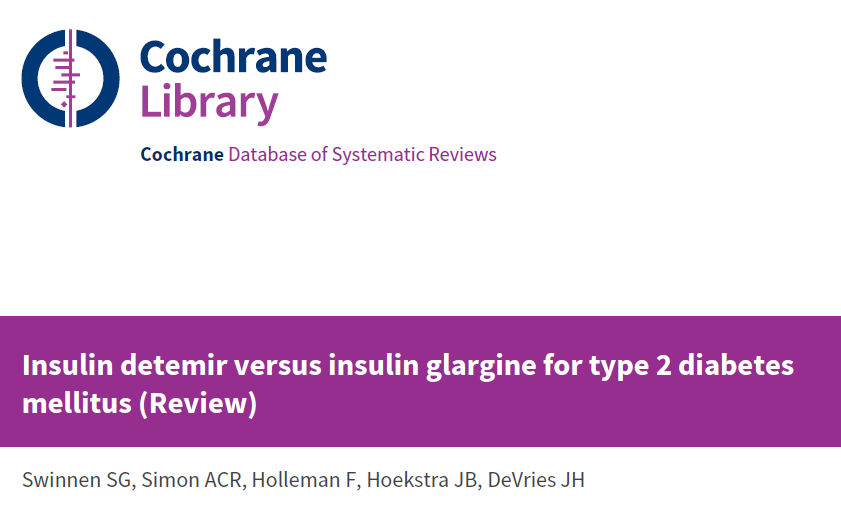 Cochrane
Library
Cochrane Database of Systematic Reviews
Insulin detemir versus insulin glargine for type 2 diabetes
mellitus (Review)
Swinnen SG, Simon ACR, Holleman F, Hoekstra JB, DeVries JH